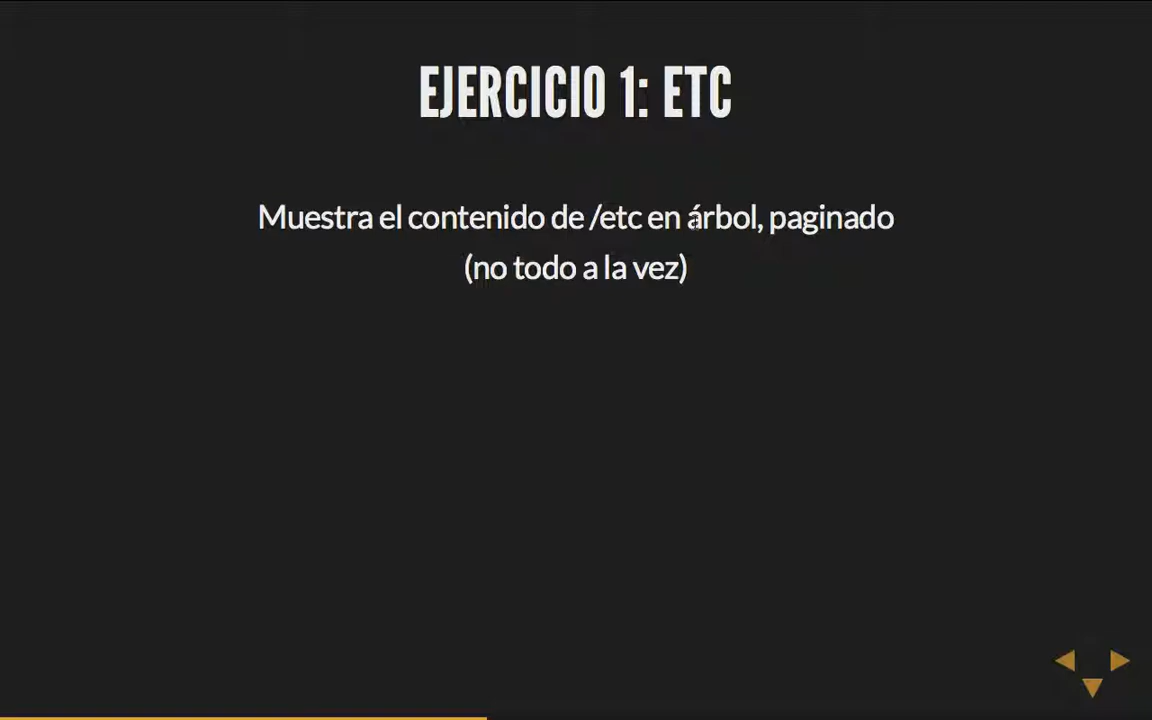 EJERCICIO 1: ETC
Muestra el contenido de /etc en árbol, paginado
(no todo a la vez)